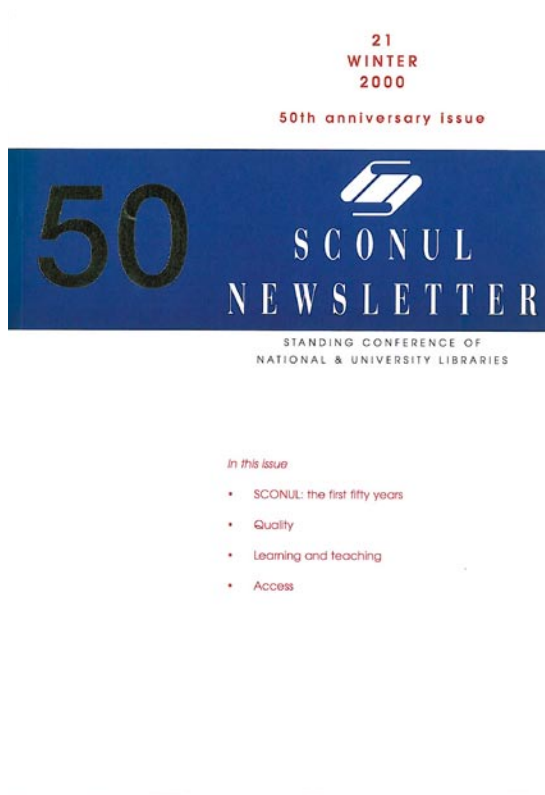 21
WINTER
2000
50th anniversary issue
50
SCONUL
NEWSLETTER
STANDING CONFERENCE OF
NATIONAL & UNIVERSITY LIBRARIES
In this issue
• SCONUL: the first fifty years
• Quality
• Learning and teaching
• Access